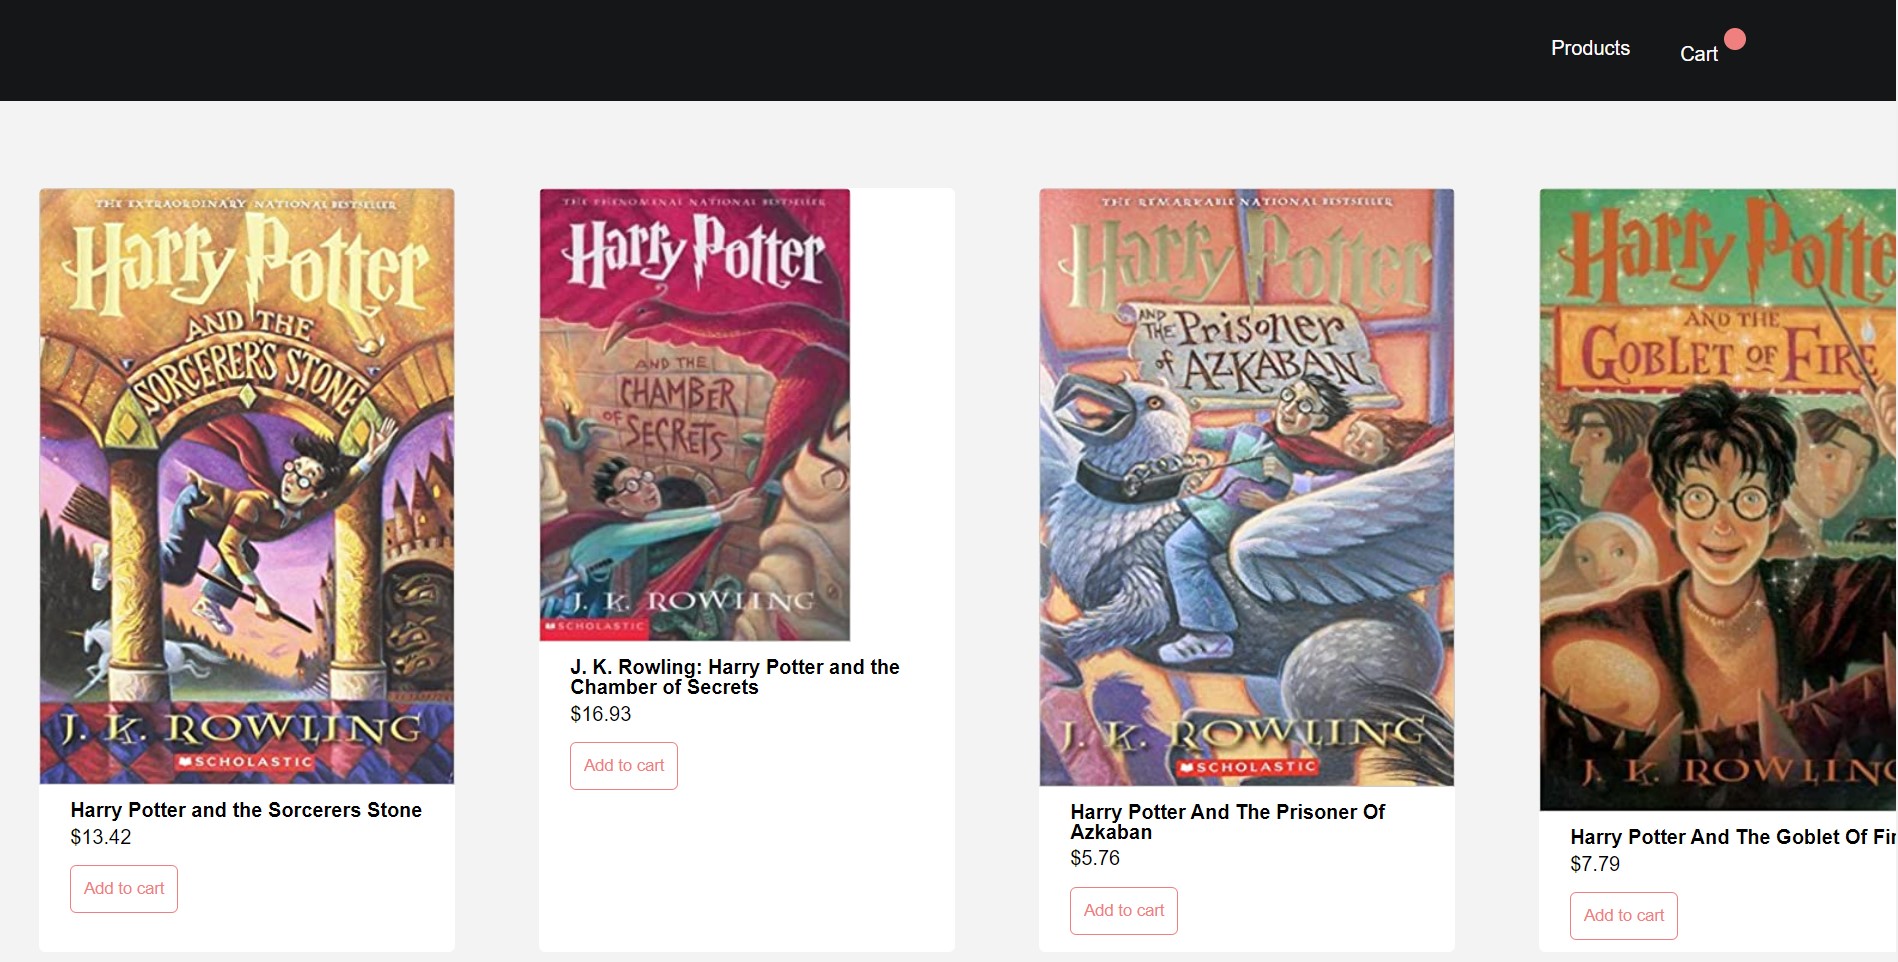 Products
Cart
THE EXTRAORDINARY NATIONAL BESTSELLER
Harry Potter
AND THE
SORCERER'S STONE
J. K. ROWLING
SCHOLASTIC
Harry Potter and the Sorcerers Stone
$13.42
Add to cart
THE PHENOMENAL NATIONAL BESTSELLER
Harry Potter
AND THE
CHAMBER
OF SECRETS
J. K. ROWLING
SCHOLASTIC
J. K. Rowling: Harry Potter and the
Chamber of Secrets
$16.93
Add to cart
THE REMARKABLE NATIONAL BESTSELLER
Harry Potter
AND THE Prisoner
of AZKABAN
J. K. ROWLING
SCHOLASTIC
Harry Potter And The Prisoner Of
Azkaban
$5.76
Add to cart
Harry Potte
AND THE
GOBLET OF FIRE
J. K. ROWLING
Harry Potter And The Goblet Of Fir
$7.79
Add to cart